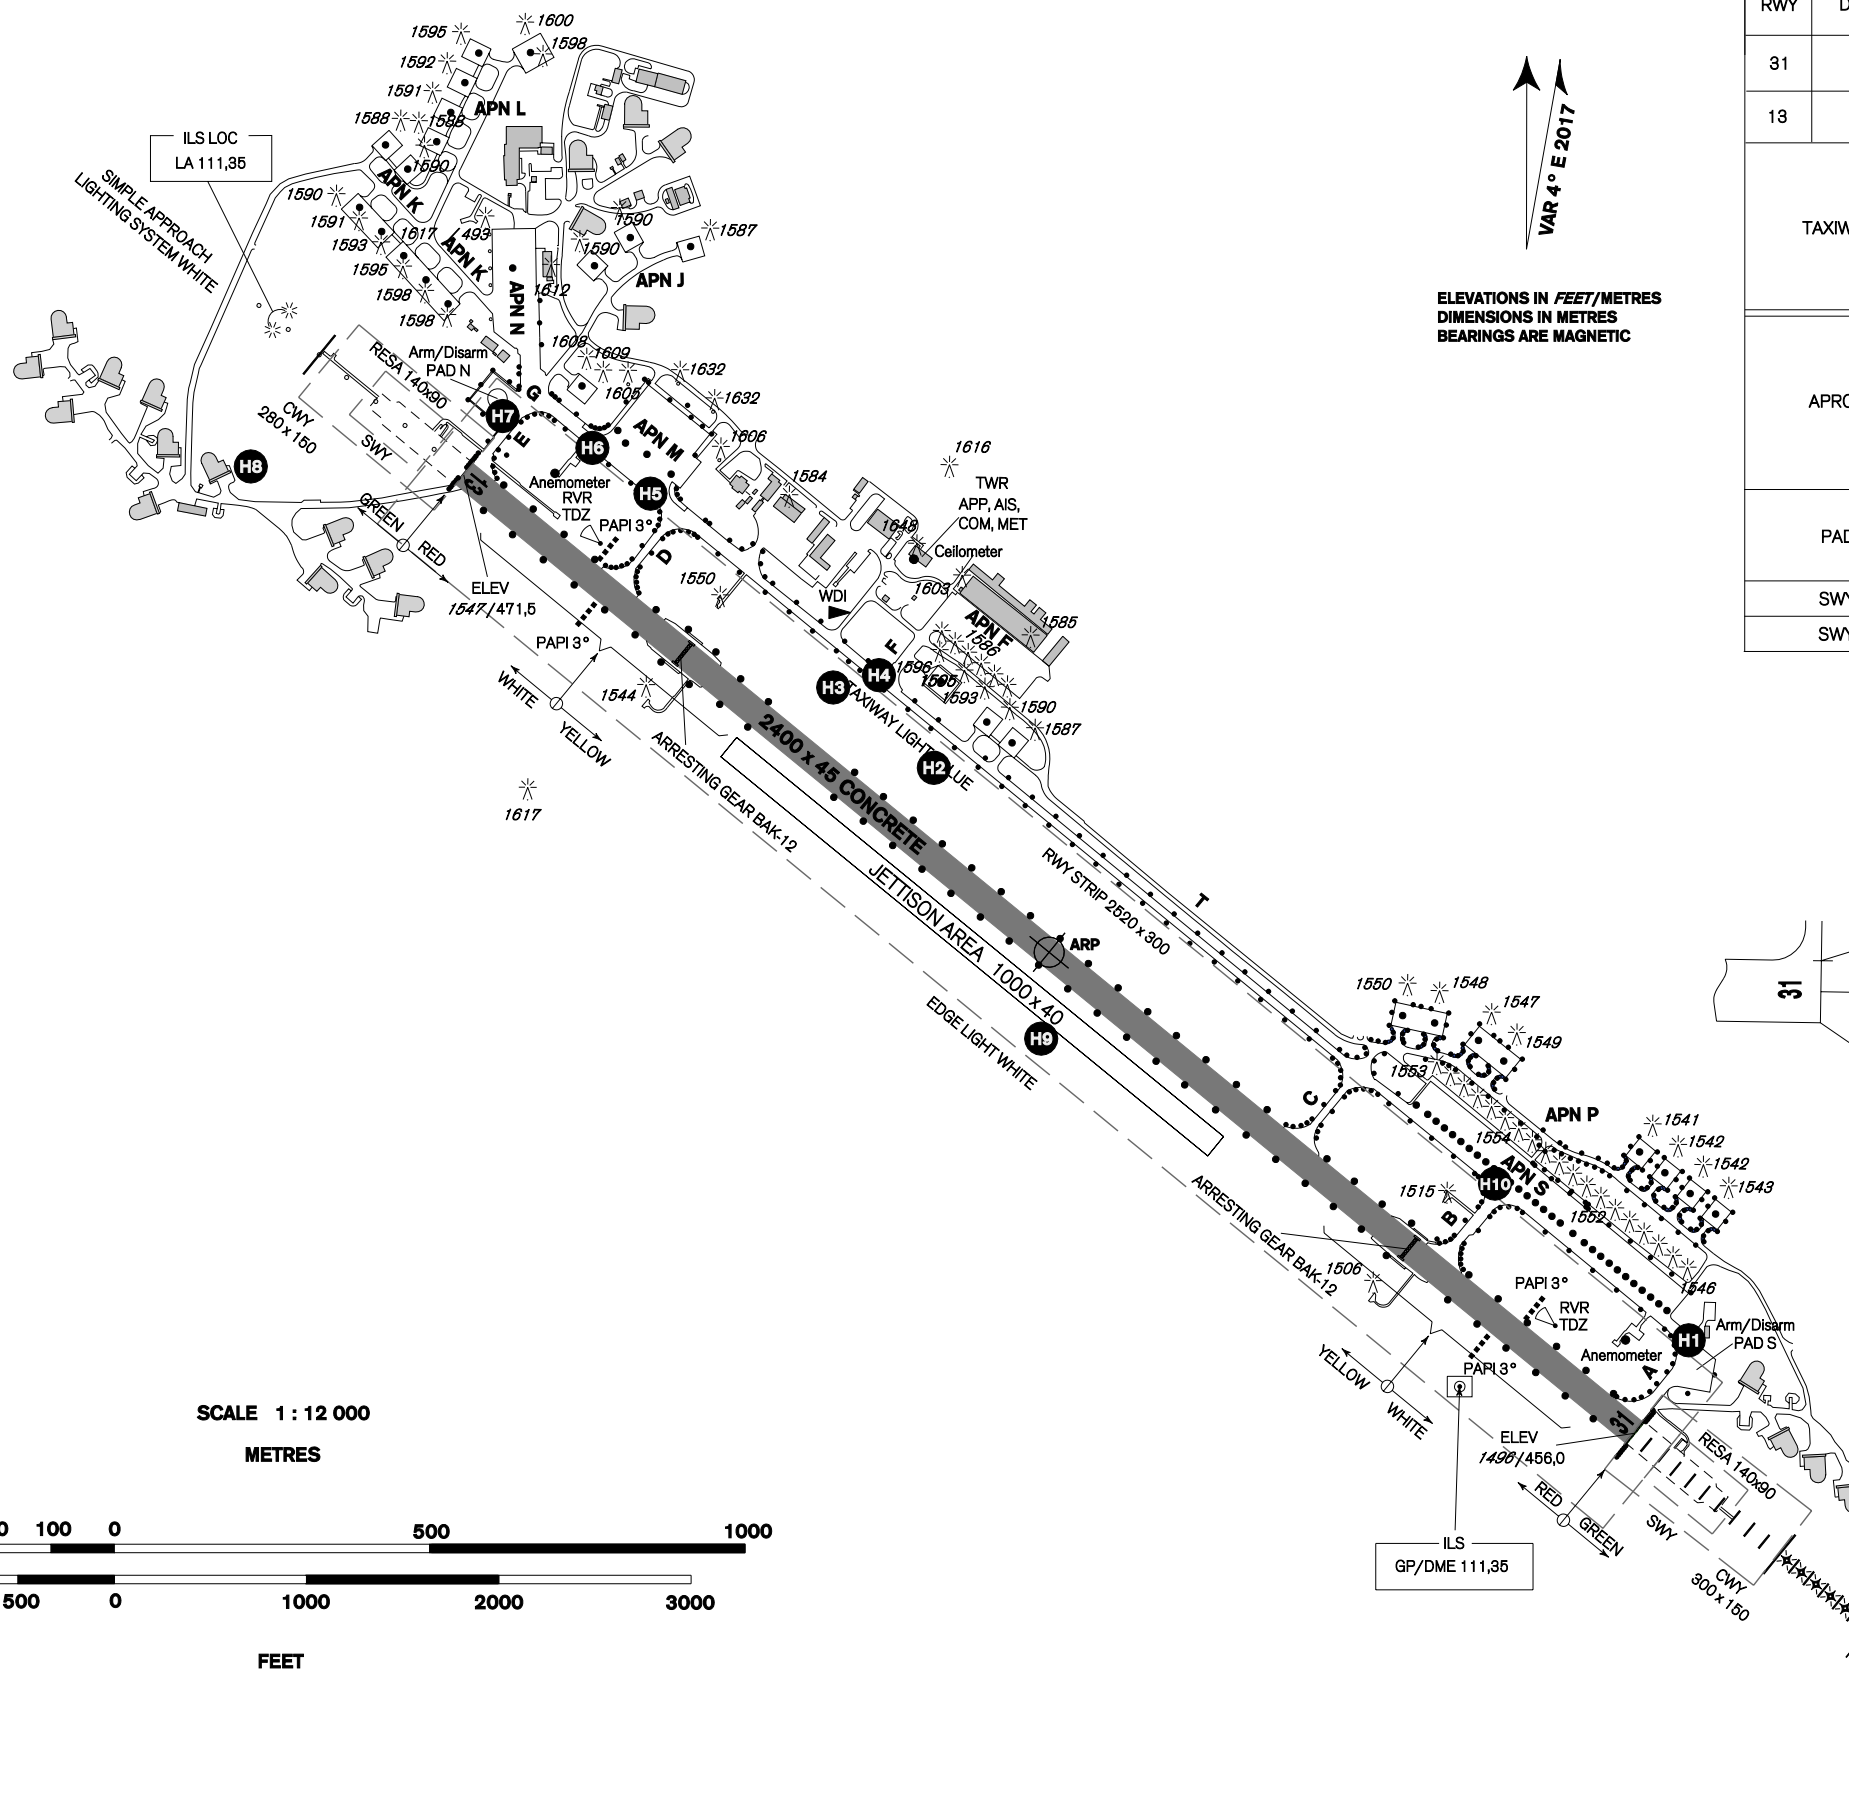 1595
1600
1598
1592
1591
APN L
1588
1588
1590
ILS LOC
LA 111,35
SIMPLE APPROACH
LIGHTING SYSTEM WHITE
APN K
1590
1591
1593
1617
1595
1598
1598
APN K
493
APN N
1612
1590
1590
1587
APN J
1608
1609
1605
1632
1632
1606
APN M
1584
Arm/Disarm
PAD N
RESA 140x90
CWY
280 x 150
SWY
G
E
H7
H6
H5
H8
13
Anemometer
RVR
TDZ
PAPI 3°
D
1550
GREEN
RED
ELEV
1547/471,5
PAPI 3°
WHITE
YELLOW
1544
1617
ARRESTING GEAR BAK-12
1616
TWR
APP, AIS,
COM, MET
1648
Ceilometer
1603
WDI
F
APN F
1585
1586
1596
1595
1593
1590
1587
H3
H4
H2
TAXIWAY LIGHT BLUE
2400 x 45 CONCRETE
JETTISON AREA 1000 x 40
RWY STRIP 2520 x 300
T
ARP
EDGE LIGHT WHITE
H9
VAR 4° E 2017
ELEVATIONS IN FEET/METRES
DIMENSIONS IN METRES
BEARINGS ARE MAGNETIC
RWY
31
13
31
1550
1548
1547
1549
1553
1554
APN P
1541
1542
1542
1543
C
APN S
H10
1552
1546
1515
B
ARRESTING GEAR BAK-12
1506
PAPI 3°
RVR
TDZ
PAPI 3°
Anemometer
A
H1
Arm/Disarm
PAD S
YELLOW
WHITE
31
ELEV
1496/456,0
RESA 140x90
RED
GREEN
SWY
CWY
300 x 150
ILS
GP/DME 111,35
SCALE 1 : 12 000
METRES
100 0 500 1000
500 0 1000 2000 3000
FEET